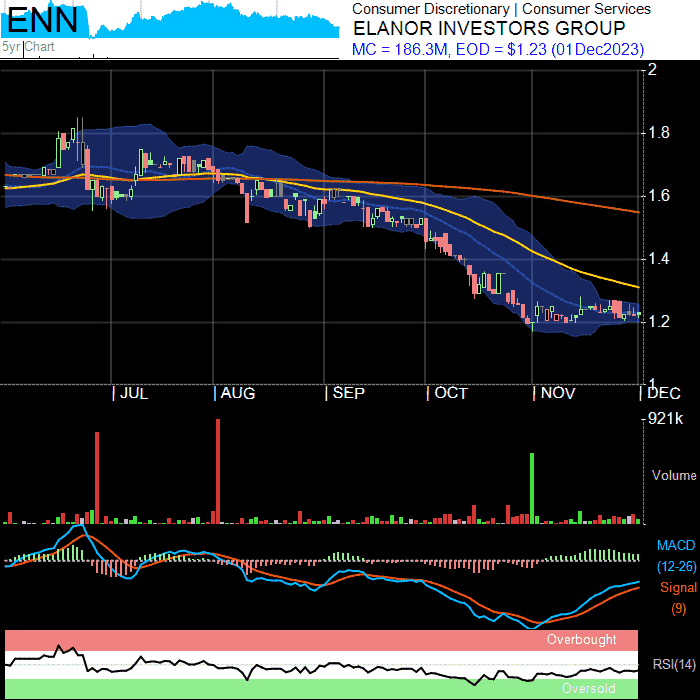 ENN
5yr Chart
Consumer Discretionary | Consumer Services
ELANOR INVESTORS GROUP
MC = 186.3M, EOD = $1.23 (01Dec2023)
2
1.8
1.6
1.4
1.2
1
JUL AUG SEP OCT NOV DEC
921k
Volume
MACD
(12-26)
Signal
(9)
Overbought
RSI(14)
Oversold